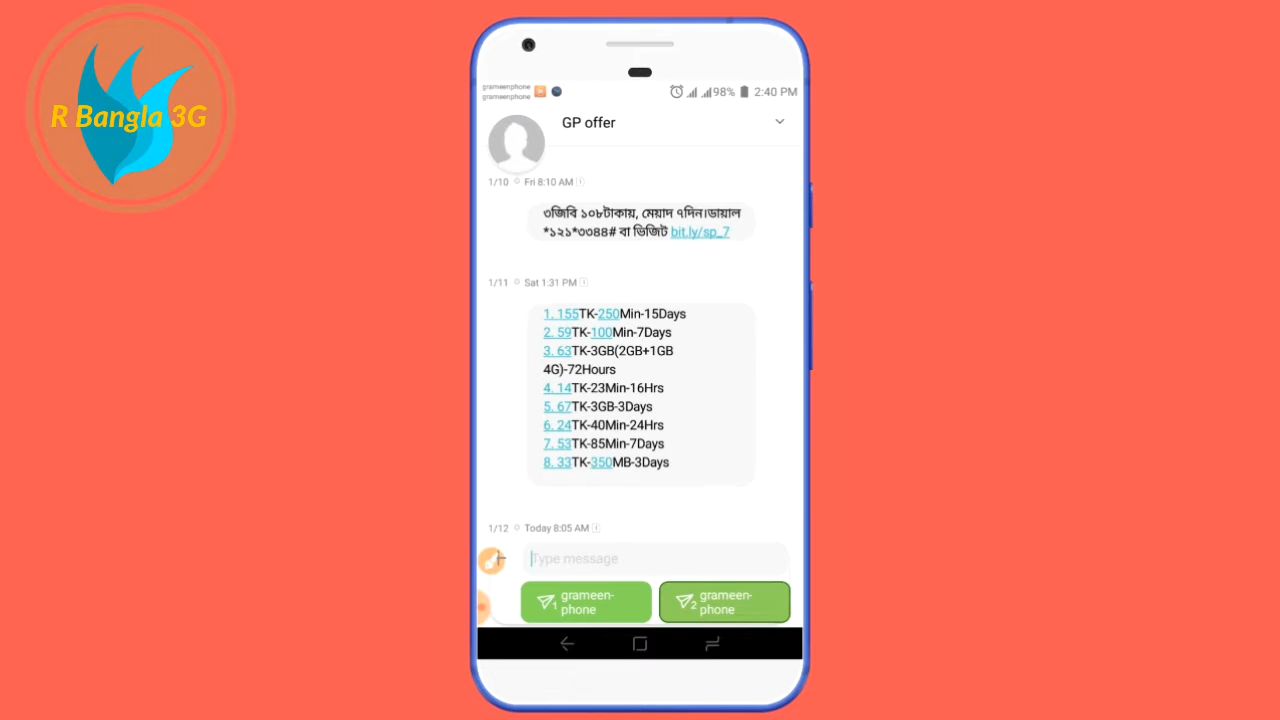 R Bangla 3G
grameenphone
grameenphone
98% 2:40 PM
GP offer
1/10 Fri 8:10 AM
৩জিবি ১০৮টাকায়, মেয়াদ ৭দিন।ডায়াল
*১২১*৩৩৪৪# বা ভিজিট bit.ly/sp_7
1/11 Sat 1:31 PM
1. 155TK-250Min-15Days
2. 59TK-100Min-7Days
3. 63TK-3GB(2GB+1GB
4G)-72Hours
4. 14TK-23Min-16Hrs
5. 67TK-3GB-3Days
6. 24TK-40Min-24Hrs
7. 53TK-85Min-7Days
8. 33TK-350MB-3Days
1/12 Today 8:05 AM
Type message
1 grameen-
phone
2 grameen-
phone